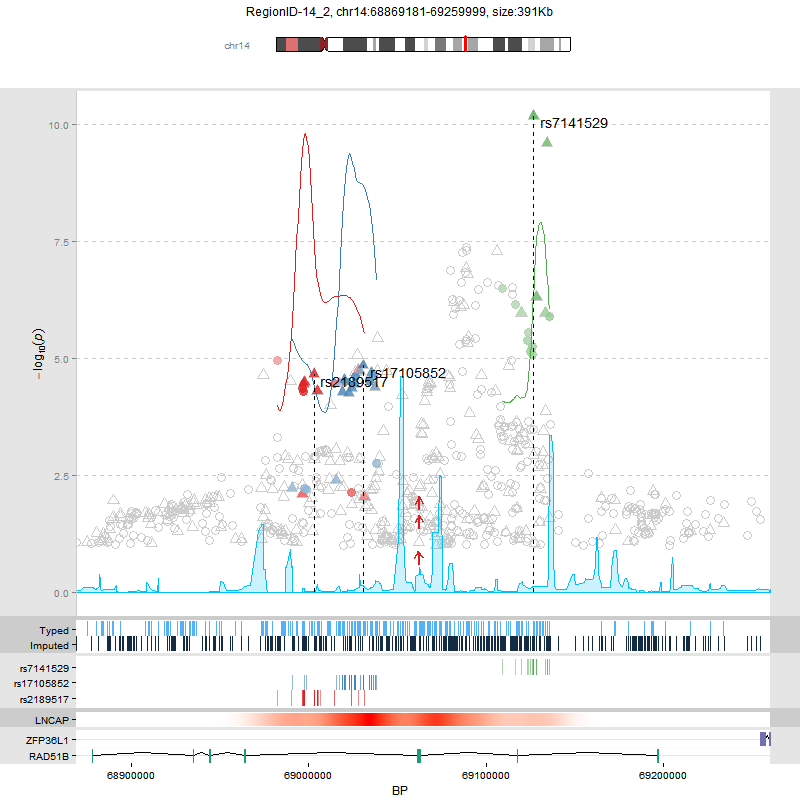 RegionID-14_2, chr14:68869181-69259999, size:391Kb
chr14
10.0
rs7141529
7.5
5.0
rs17105852
rs2189517
−log10(p)
2.5
0.0
Typed
Imputed
rs7141529
rs17105852
rs2189517
LNCAP
ZFP36L1
RAD51B
68900000 69000000 69100000 69200000
BP